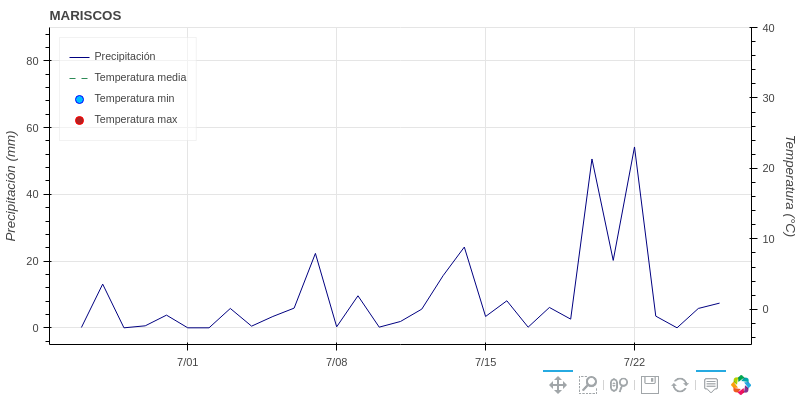 MARISCOS
Precipitación
Temperatura media
Temperatura min
Temperatura max
Precipitación (mm)
80
60
40
20
0
40
30
20
10
0
Temperatura (°C)
7/01
7/08
7/15
7/22